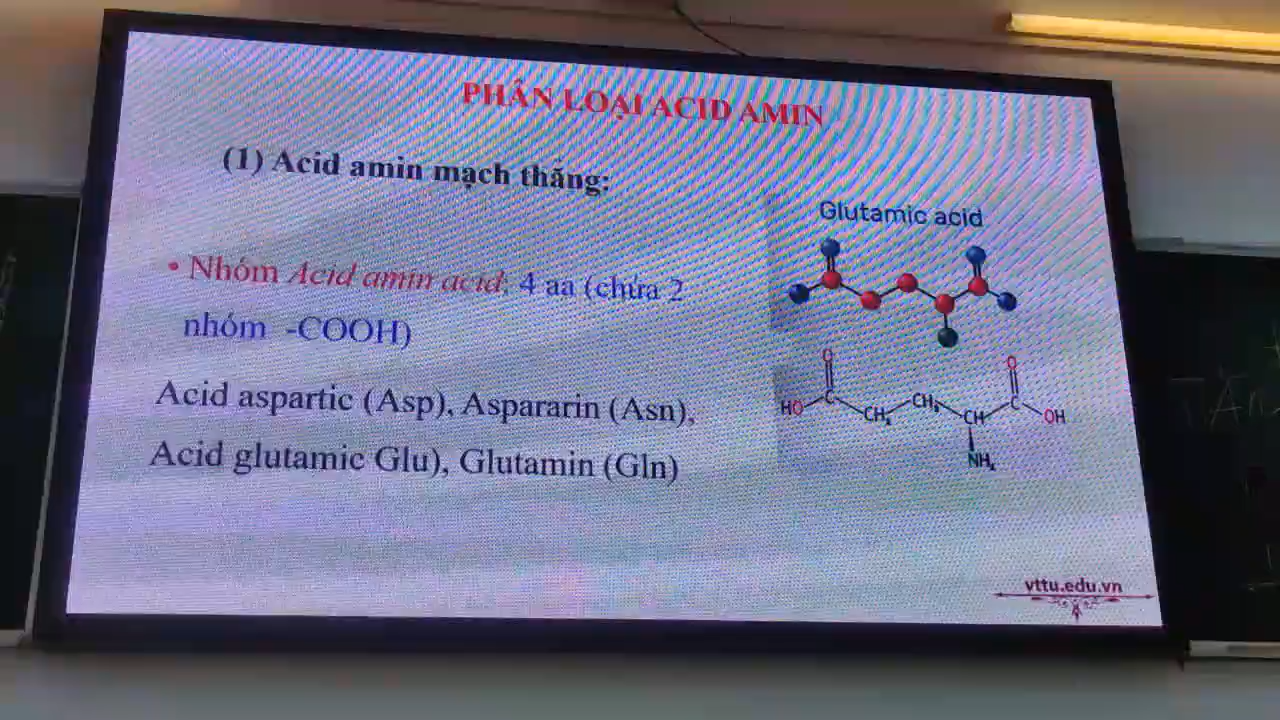 PHÂN LOẠI ACID AMIN
(1) Acid amin mạch thẳng:
• Nhóm Acid amin acid: 4 aa (chứa 2
nhóm -COOH)
Acid aspartic (Asp), Aspararin (Asn),
Acid glutamic Glu), Glutamin (Gln)
Glutamic acid
O
O
HO
C
CH₂
CH₂
CH
C
OH
NH₂
vttu.edu.vn